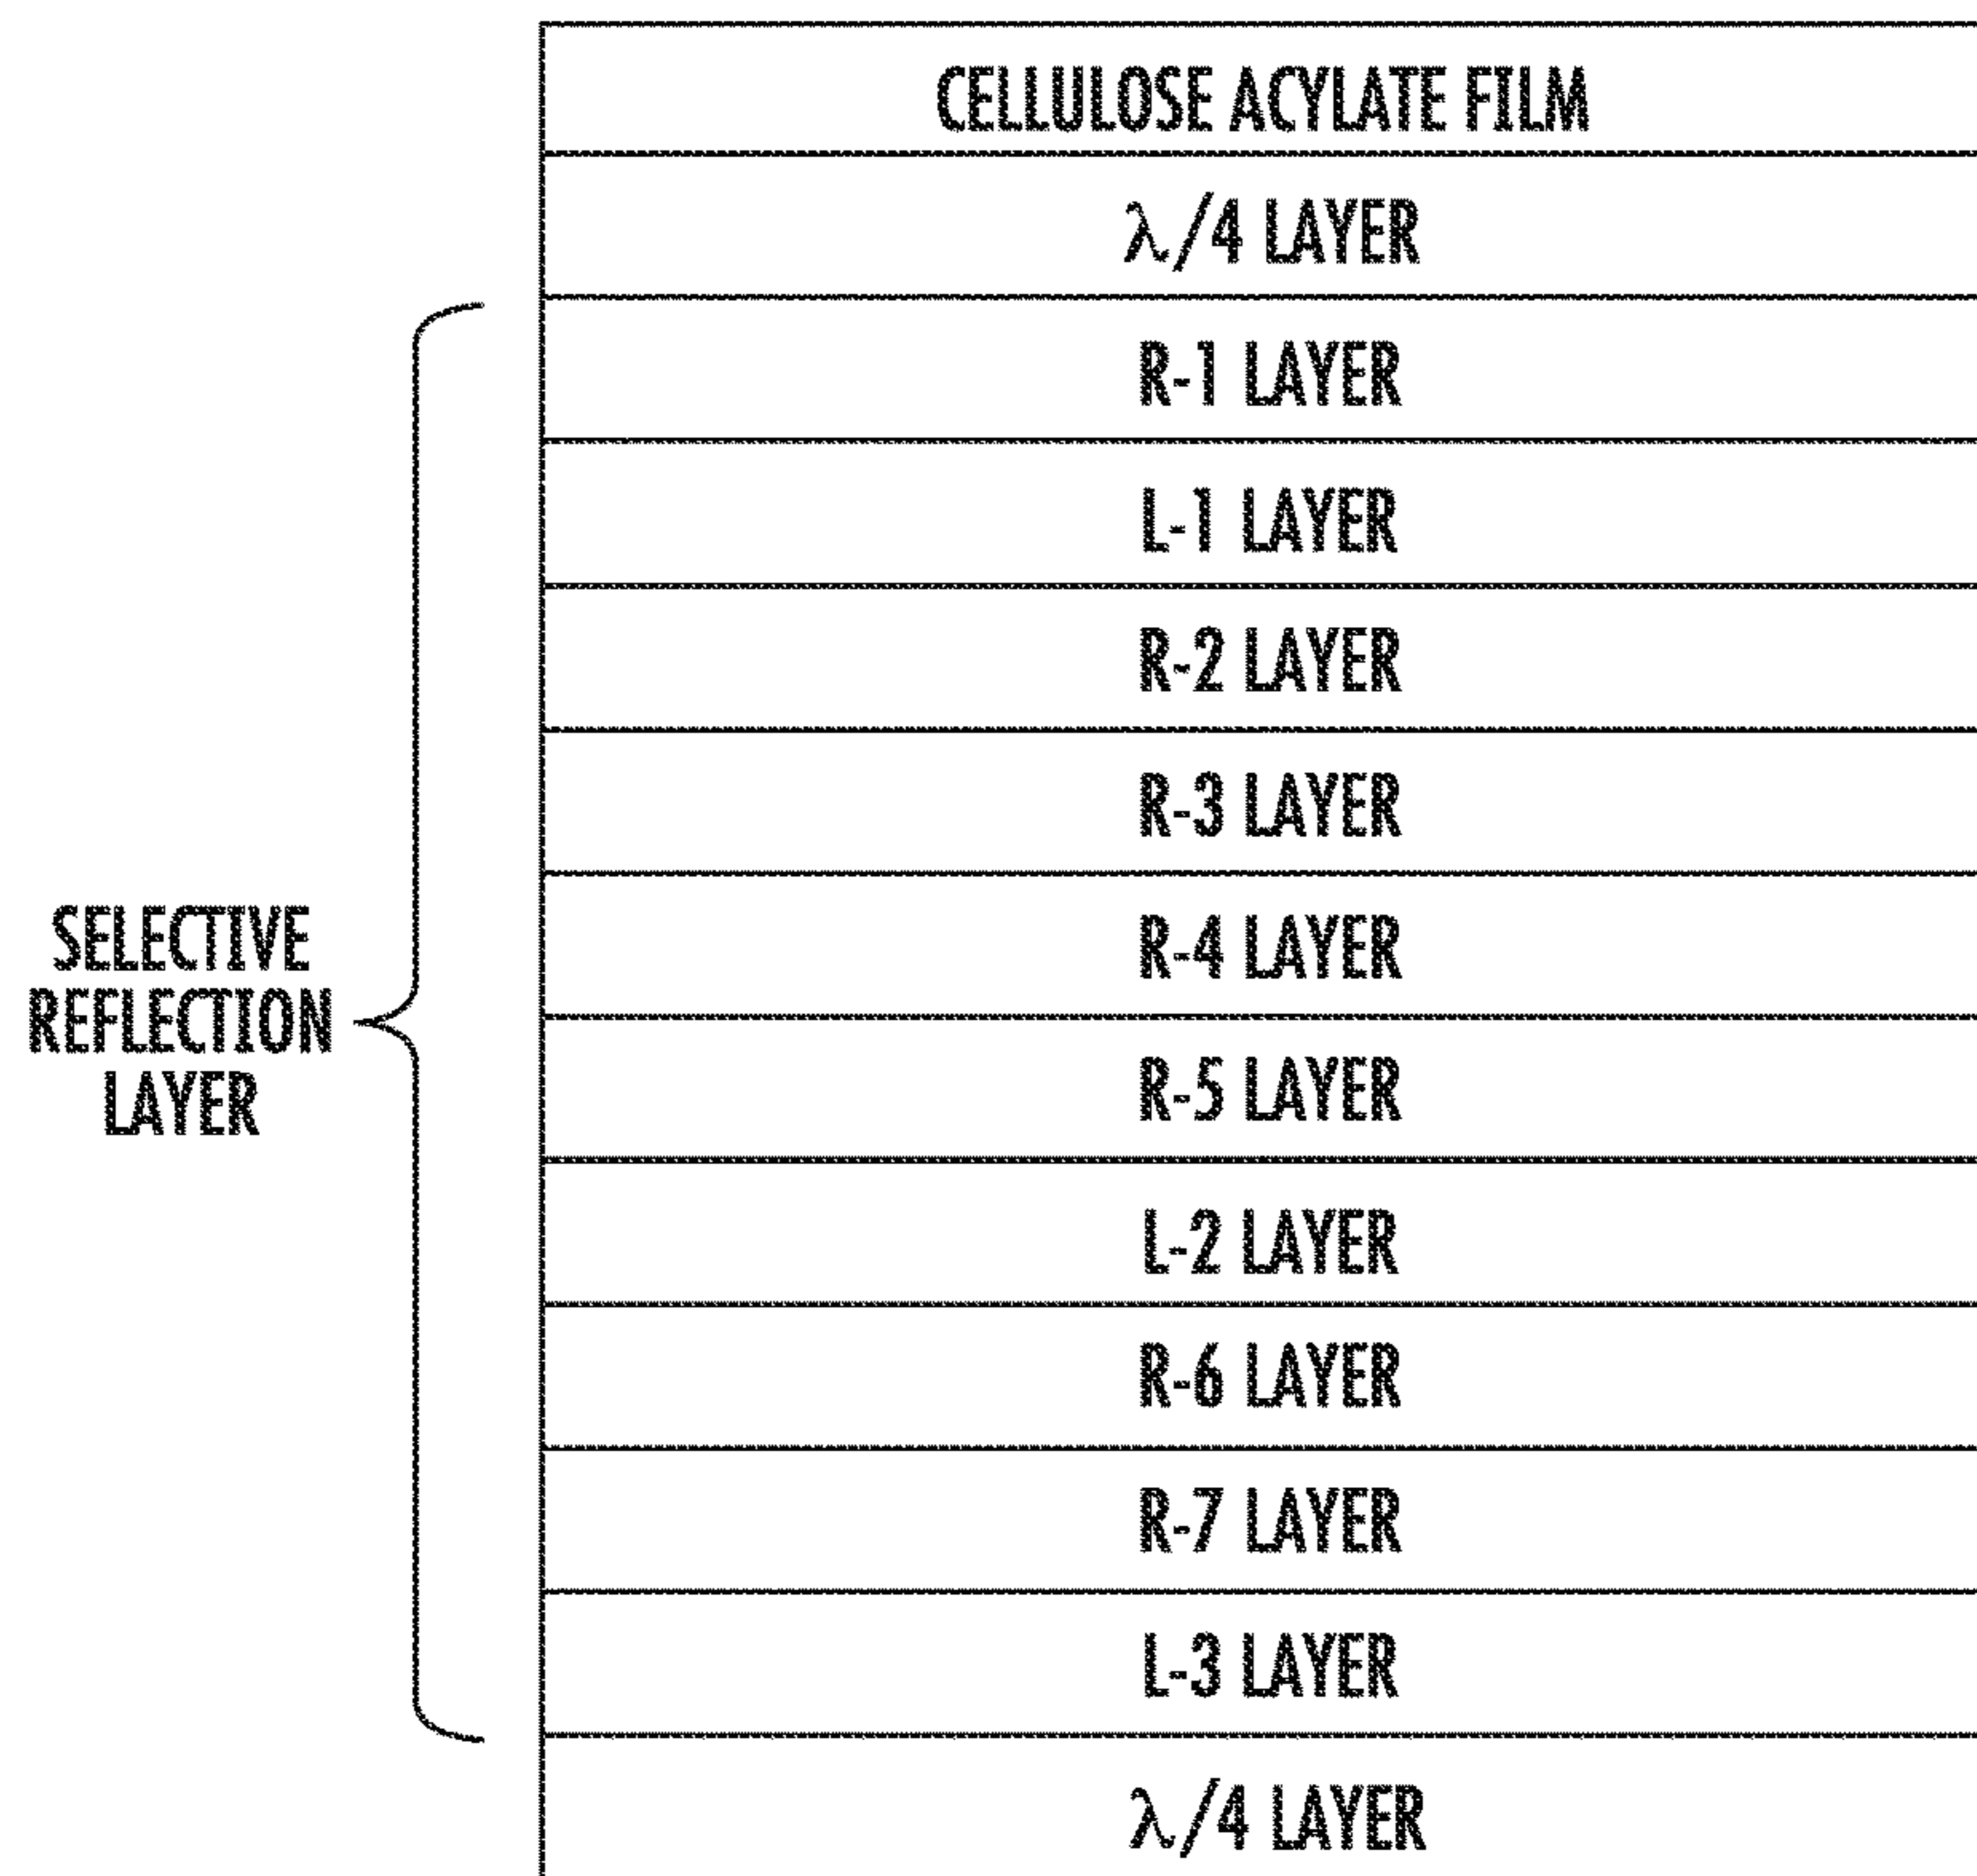 CELLULOSE ACYLATE FILM
λ/4 LAYER
R-1 LAYER
L-1 LAYER
R-2 LAYER
R-3 LAYER
R-4 LAYER
R-5 LAYER
L-2 LAYER
R-6 LAYER
R-7 LAYER
L-3 LAYER
λ/4 LAYER
SELECTIVE
REFLECTION
LAYER